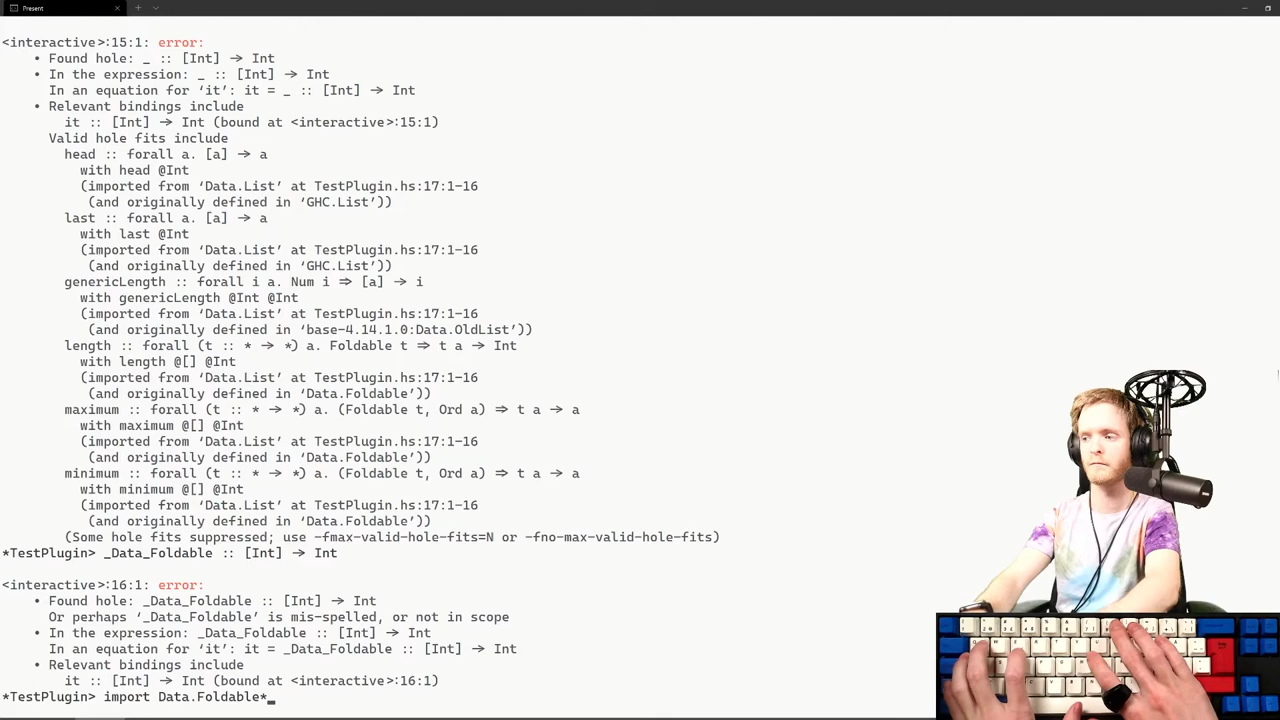 Present
<interactive>:15:1: error:
• Found hole: _ :: [Int] → Int
• In the expression: _ :: [Int] → Int
In an equation for ‘it’: it = _ :: [Int] → Int
• Relevant bindings include
it :: [Int] → Int (bound at <interactive>:15:1)
Valid hole fits include
head :: forall a. [a] → a
with head @Int
(imported from ‘Data.List’ at TestPlugin.hs:17:1-16
(and originally defined in ‘GHC.List’))
last :: forall a. [a] → a
with last @Int
(imported from ‘Data.List’ at TestPlugin.hs:17:1-16
(and originally defined in ‘GHC.List’))
genericLength :: forall i a. Num i ⇒ [a] → i
with genericLength @Int @Int
(imported from ‘Data.List’ at TestPlugin.hs:17:1-16
(and originally defined in ‘base-4.14.1.0:Data.OldList’))
length :: forall (t :: * → *) a. Foldable t ⇒ t a → Int
with length @[] @Int
(imported from ‘Data.List’ at TestPlugin.hs:17:1-16
(and originally defined in ‘Data.Foldable’))
maximum :: forall (t :: * → *) a. (Foldable t, Ord a) ⇒ t a → a
with maximum @[] @Int
(imported from ‘Data.List’ at TestPlugin.hs:17:1-16
(and originally defined in ‘Data.Foldable’))
minimum :: forall (t :: * → *) a. (Foldable t, Ord a) ⇒ t a → a
with minimum @[] @Int
(imported from ‘Data.List’ at TestPlugin.hs:17:1-16
(and originally defined in ‘Data.Foldable’))
(Some hole fits suppressed; use -fmax-valid-hole-fits=N or -fno-max-valid-hole-fits)
*TestPlugin> _Data_Foldable :: [Int] → Int
<interactive>:16:1: error:
• Found hole: _Data_Foldable :: [Int] → Int
Or perhaps ‘_Data_Foldable’ is mis-spelled, or not in scope
• In the expression: _Data_Foldable :: [Int] → Int
In an equation for ‘it’: it = _Data_Foldable :: [Int] → Int
• Relevant bindings include
it :: [Int] → Int (bound at <interactive>:16:1)
*TestPlugin> import Data.Foldable*